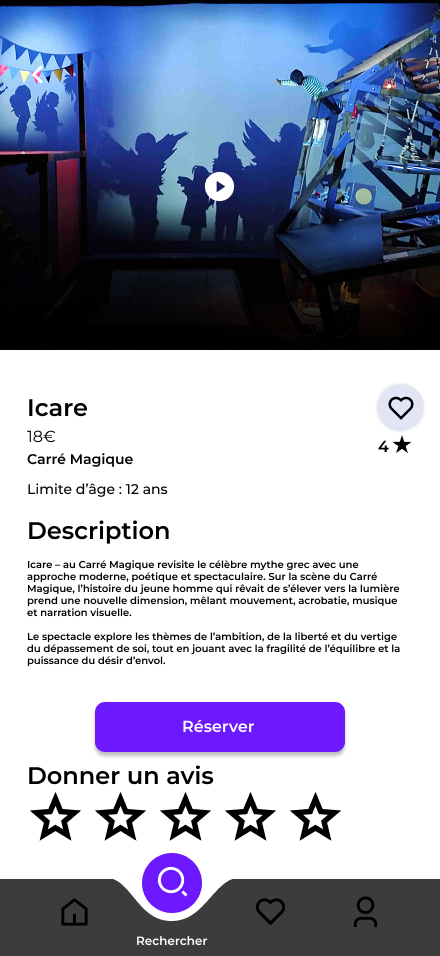 Icare
18€
4 ★
Carré Magique
Limite d’âge : 12 ans
Description
Icare – au Carré Magique revisite le célèbre mythe grec avec une
approche moderne, poétique et spectaculaire. Sur la scène du Carré
Magique, l’histoire du jeune homme qui rêvait de s’élever vers la lumière
prend une nouvelle dimension, mêlant mouvement, acrobatie, musique
et narration visuelle.
Le spectacle explore les thèmes de l’ambition, de la liberté et du vertige
du dépassement de soi, tout en jouant avec la fragilité de l’équilibre et la
puissance du désir d’envol.
Réserver
Donner un avis
Rechercher